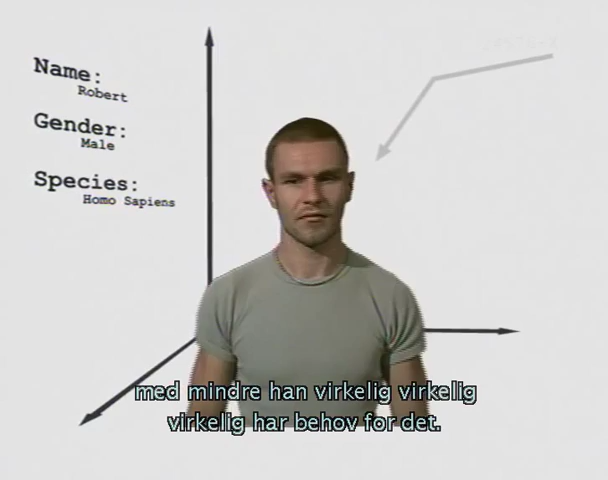 Name:
Robert
Gender:
Male
Species:
Homo Sapiens
med mindre han virkelig virkelig
virkelig har behov for det.